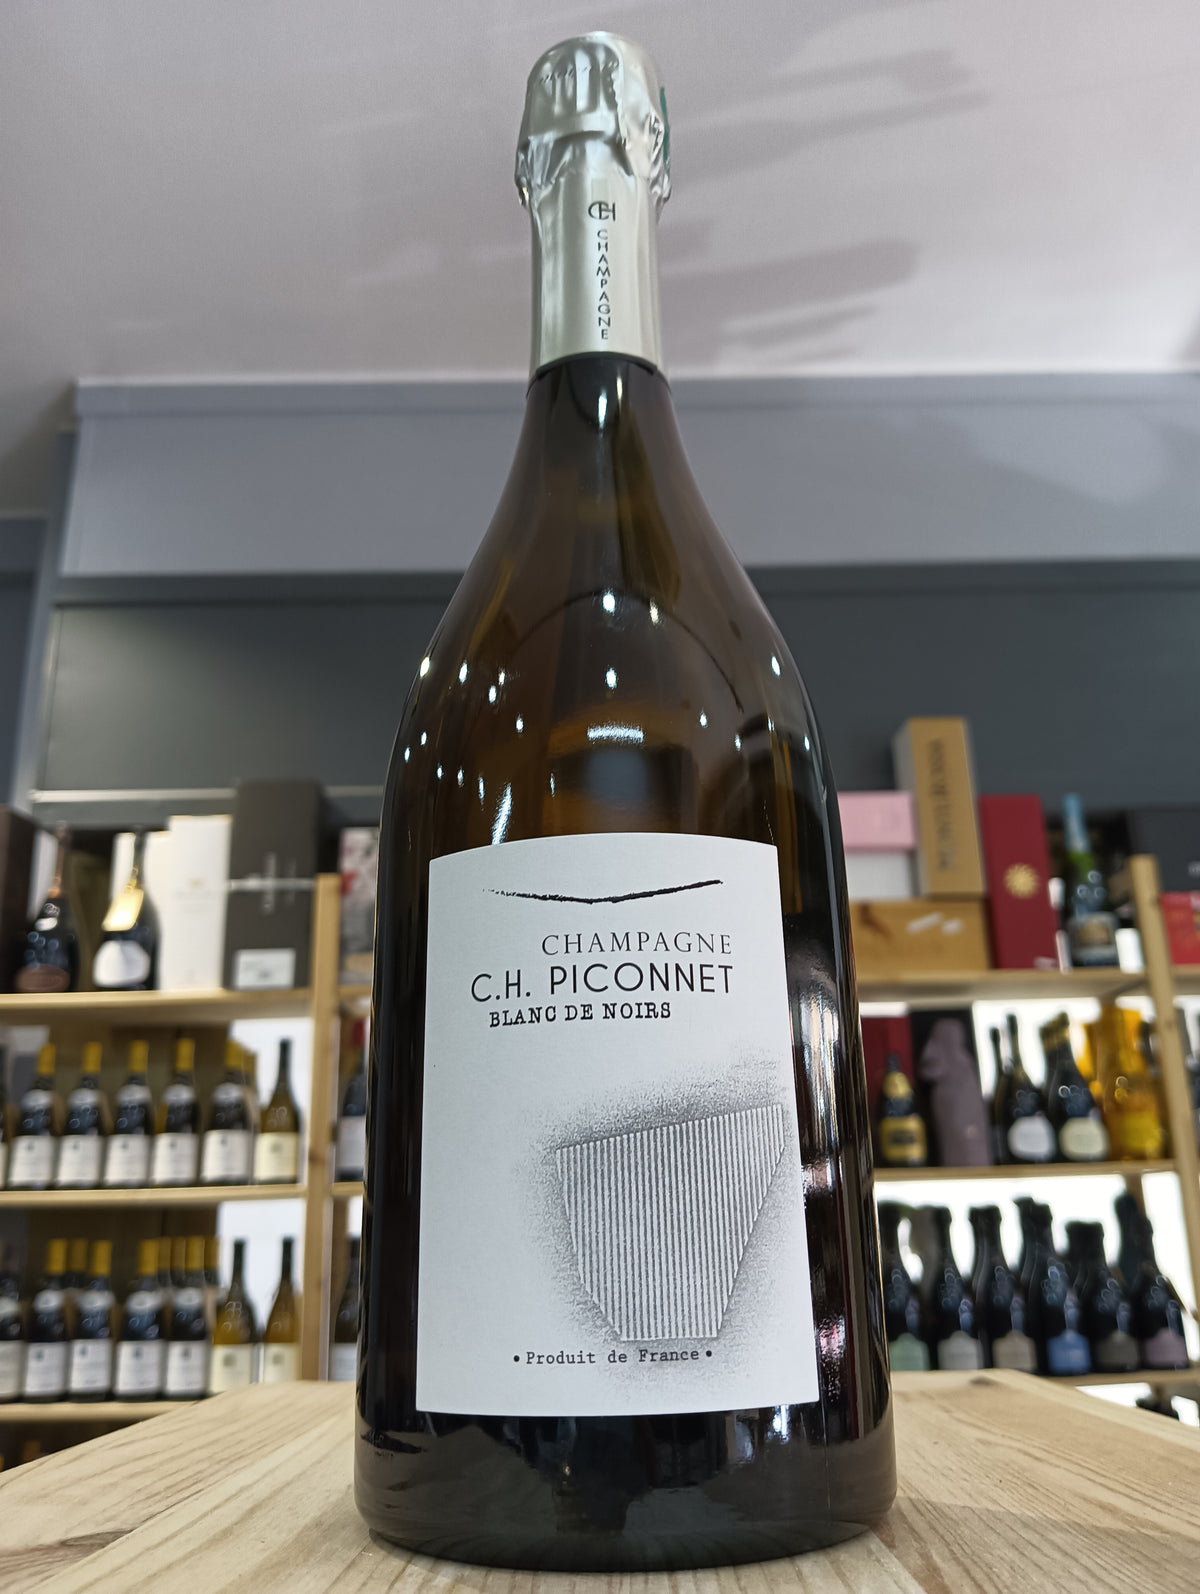 CH
CHAMPAGNE
CHAMPAGNE
C.H. PICONNET
BLANC DE NOIRS
• Produit de France •